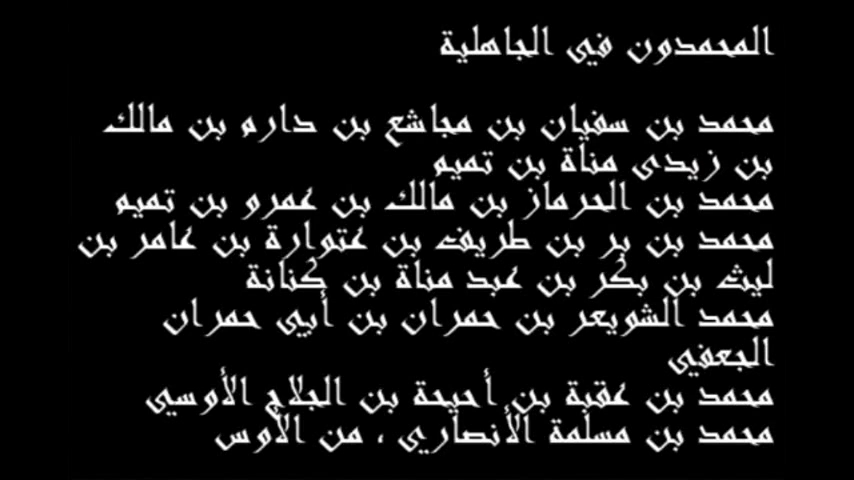 المحمدون في الجاهلية
محمد بن سفيان بن مجاشع بن دارم بن مالك
بن زيدى مناة بن تميم
محمد بن الحرماز بن مالك بن عمرو بن تميم
محمد بن بر بن طريف بن عتوارة بن عامر بن
ليث بن بكر بن عبد مناة بن كنانة
محمد الشويعر بن حمران بن أبي حمران
الجعفي
محمد بن عقبة بن أحيحة بن الجلاح الأوسي
محمد بن مسلمة الأنصاري ، من الأوس